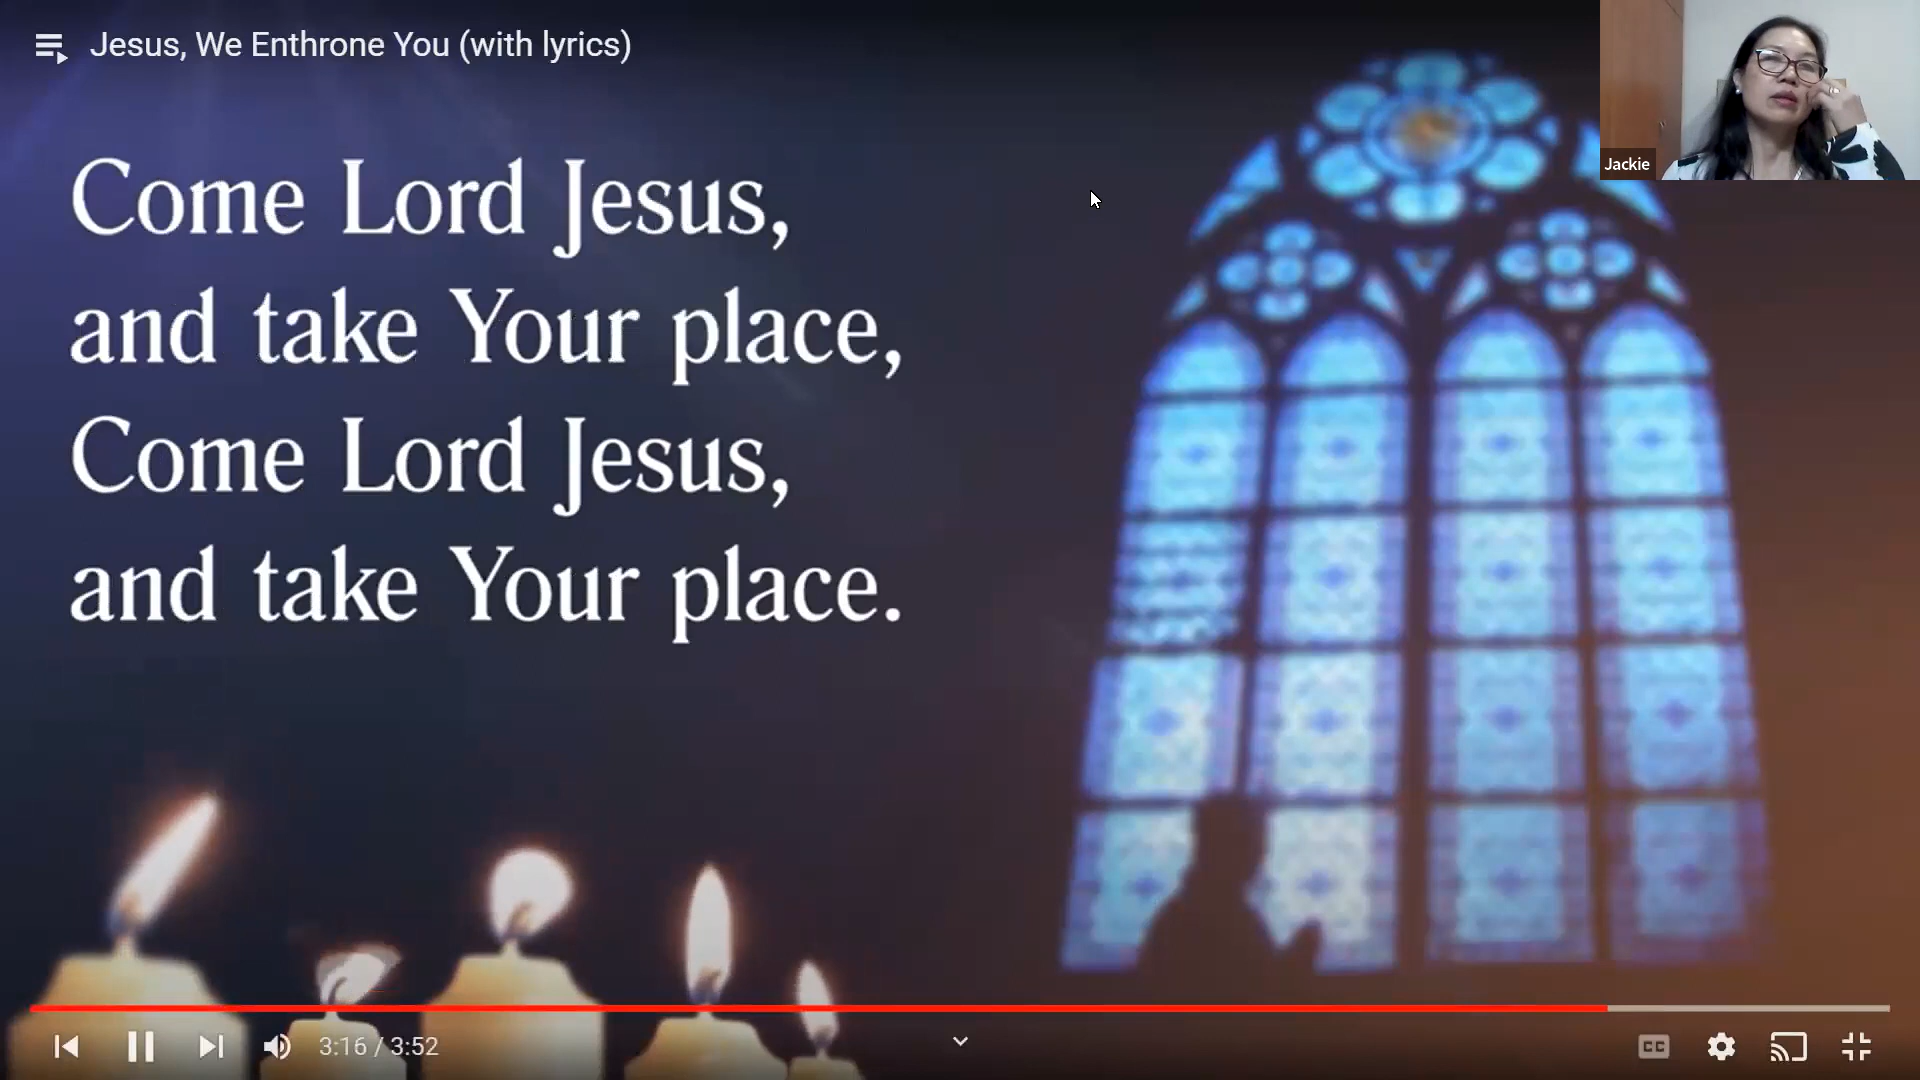 Jesus, We Enthrone You (with lyrics)
Jackie
Come Lord Jesus,
and take Your place,
Come Lord Jesus,
and take Your place.
3:16 / 3:52
CC